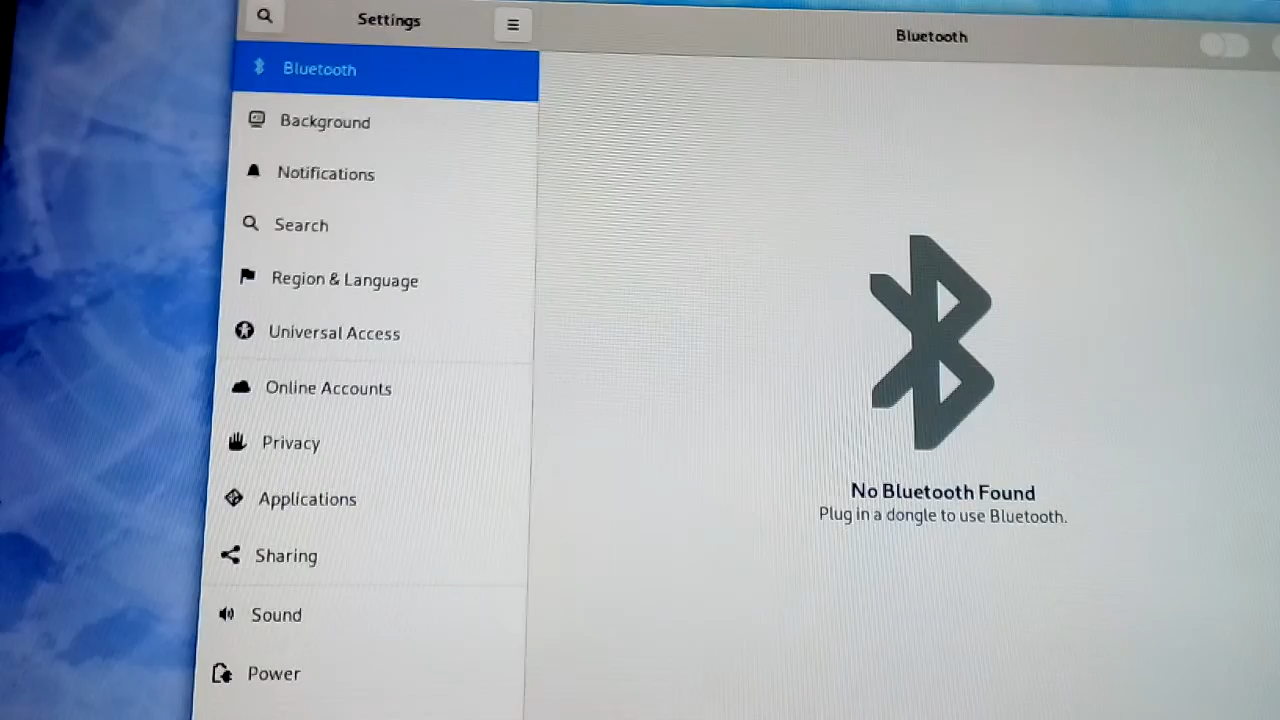 Settings
Bluetooth
Bluetooth
Background
Notifications
Search
Region & Language
Universal Access
Online Accounts
Privacy
Applications
Sharing
Sound
Power
No Bluetooth Found
Plug in a dongle to use Bluetooth.